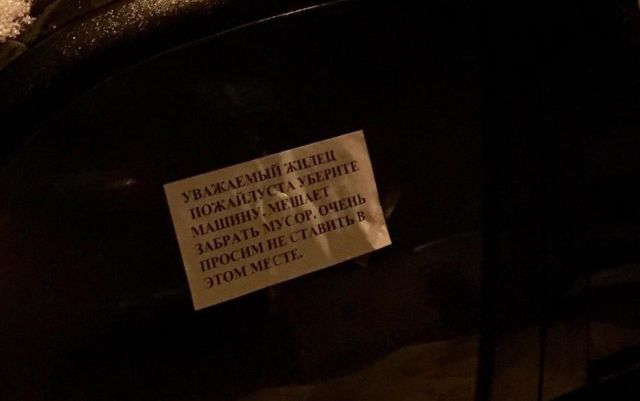 УВАЖАЕМЫЙ ЖИЛЕЦ
ПОЖАЙЛУСТА УБЕРИТЕ
МАШИНУ, МЕШАЕТ
ЗАБРАТЬ МУСОР. ОЧЕНЬ
ПРОСИМ НЕ СТАВИТЬ В
ЭТОМ МЕСТЕ.